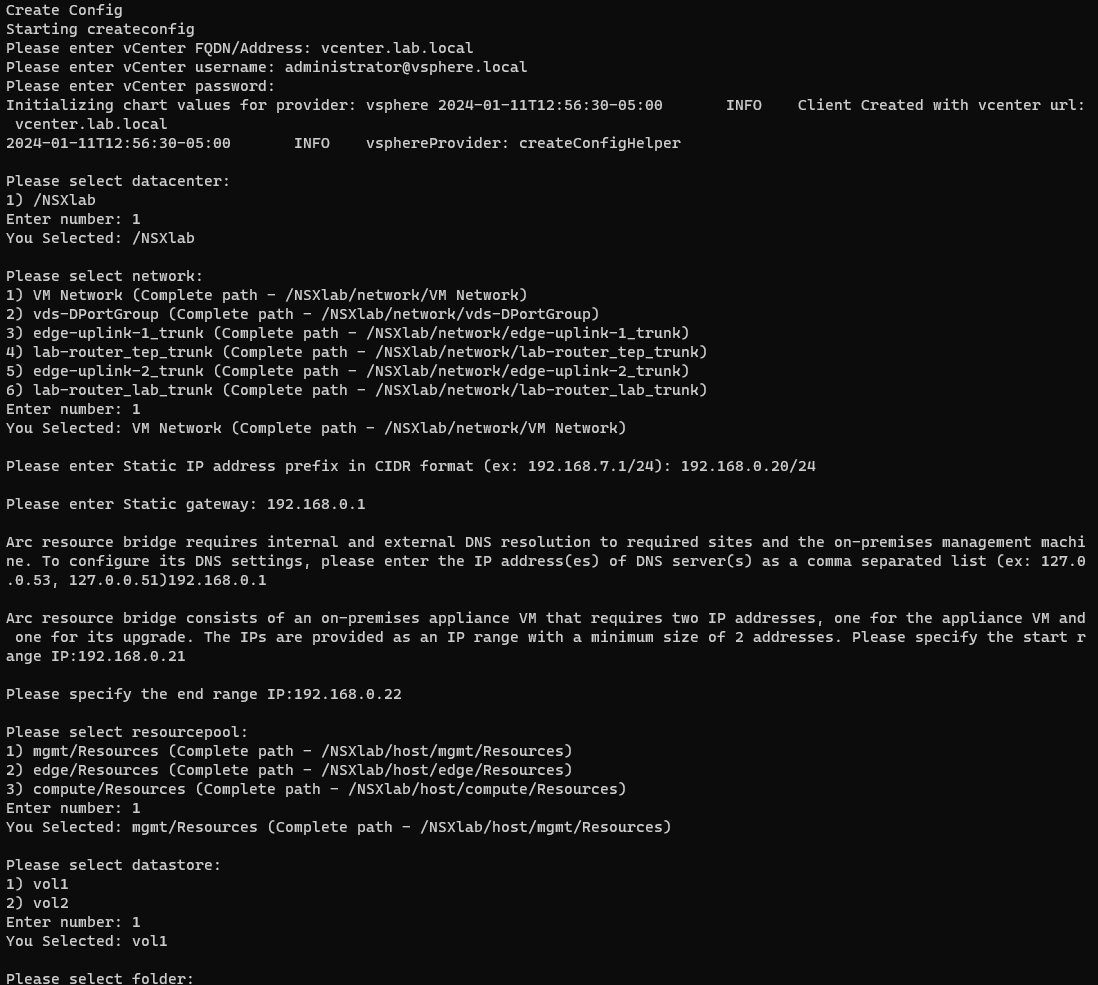 Create Config
Starting createconfig
Please enter vCenter FQDN/Address: vcenter.lab.local
Please enter vCenter username: administrator@vsphere.local
Please enter vCenter password:
Initializing chart values for provider: vsphere 2024-01-11T12:56:30-05:00       INFO    Client Created with vcenter url:
 vcenter.lab.local
2024-01-11T12:56:30-05:00       INFO    vsphereProvider: createConfigHelper

Please select datacenter:
1) /NSXlab
Enter number: 1
You Selected: /NSXlab

Please select network:
1) VM Network (Complete path - /NSXlab/network/VM Network)
2) vds-DPortGroup (Complete path - /NSXlab/network/vds-DPortGroup)
3) edge-uplink-1_trunk (Complete path - /NSXlab/network/edge-uplink-1_trunk)
4) lab-router_tep_trunk (Complete path - /NSXlab/network/lab-router_tep_trunk)
5) edge-uplink-2_trunk (Complete path - /NSXlab/network/edge-uplink-2_trunk)
6) lab-router_lab_trunk (Complete path - /NSXlab/network/lab-router_lab_trunk)
Enter number: 1
You Selected: VM Network (Complete path - /NSXlab/network/VM Network)

Please enter Static IP address prefix in CIDR format (ex: 192.168.7.1/24): 192.168.0.20/24

Please enter Static gateway: 192.168.0.1

Arc resource bridge requires internal and external DNS resolution to required sites and the on-premises management machi
ne. To configure its DNS settings, please enter the IP address(es) of DNS server(s) as a comma separated list (ex: 127.0
.0.53, 127.0.0.51)192.168.0.1

Arc resource bridge consists of an on-premises appliance VM that requires two IP addresses, one for the appliance VM and
 one for its upgrade. The IPs are provided as an IP range with a minimum size of 2 addresses. Please specify the start r
ange IP:192.168.0.21

Please specify the end range IP:192.168.0.22

Please select resourcepool:
1) mgmt/Resources (Complete path - /NSXlab/host/mgmt/Resources)
2) edge/Resources (Complete path - /NSXlab/host/edge/Resources)
3) compute/Resources (Complete path - /NSXlab/host/compute/Resources)
Enter number: 1
You Selected: mgmt/Resources (Complete path - /NSXlab/host/mgmt/Resources)

Please select datastore:
1) vol1
2) vol2
Enter number: 1
You Selected: vol1

Please select folder: